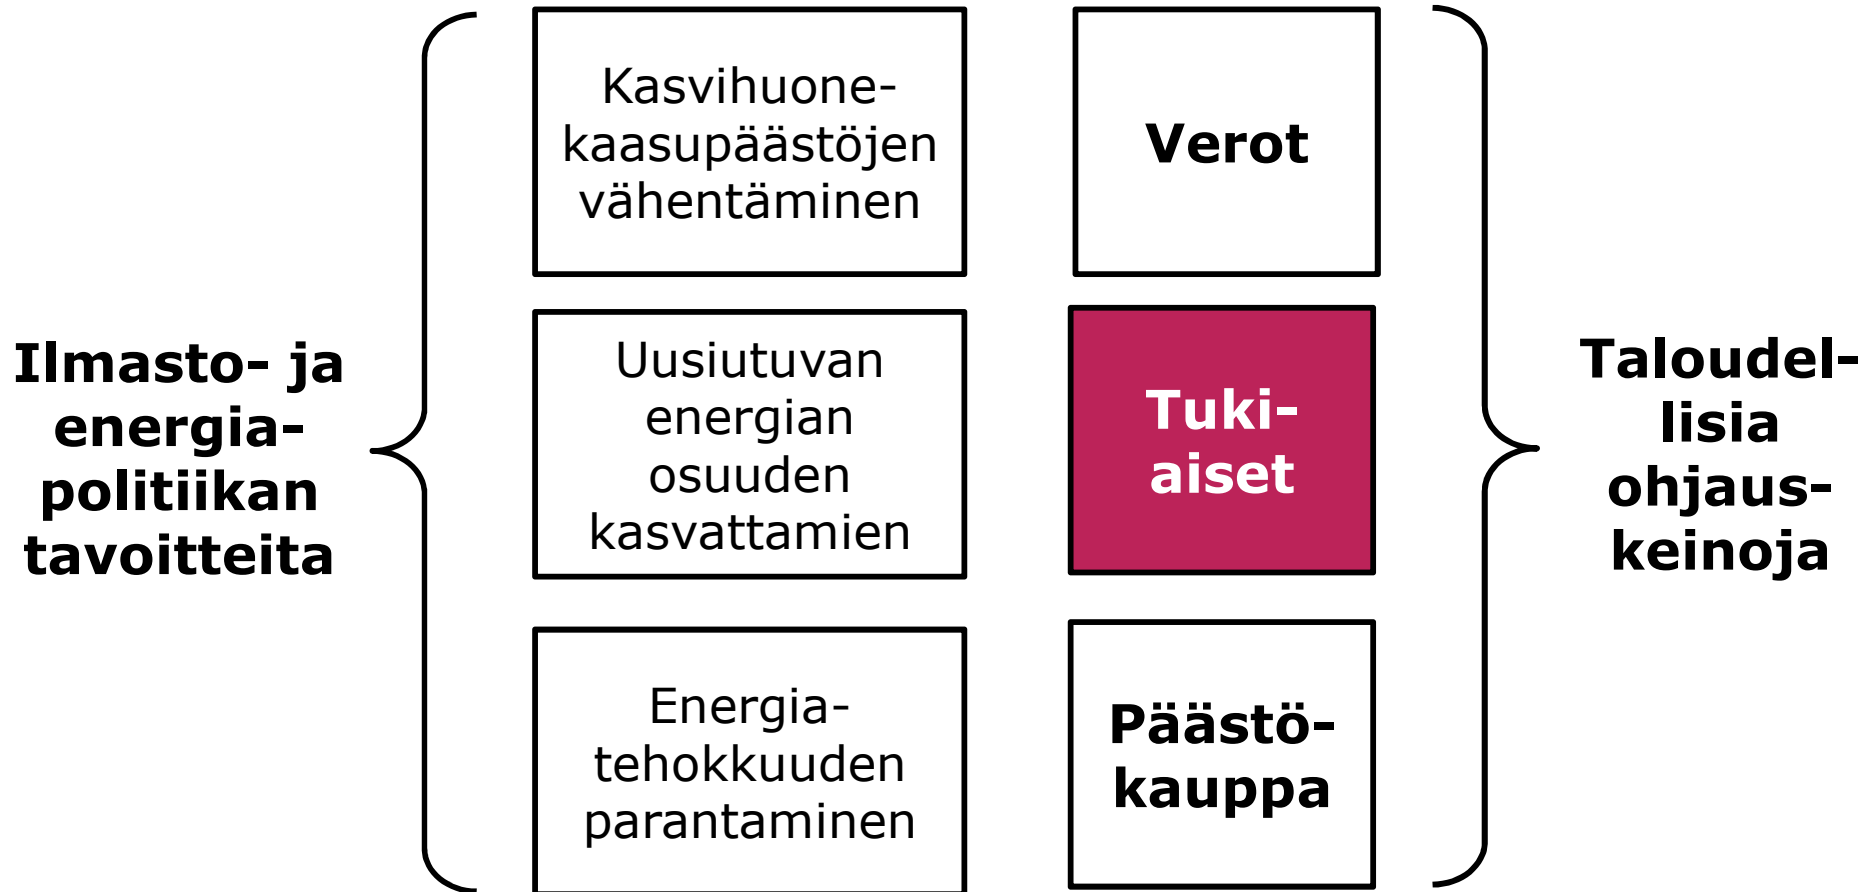 Ilmasto- ja
energia-
politiikan
tavoitteita
Kasvihuone-
kaasupäästöjen
vähentäminen
Uusiutuvan
energian
osuuden
kasvattamien
Energia-
tehokkuuden
parantaminen
Verot
Tuki-
aiset
Päästö-
kauppa
Taloudel-
lisia
ohjaus-
keinoja